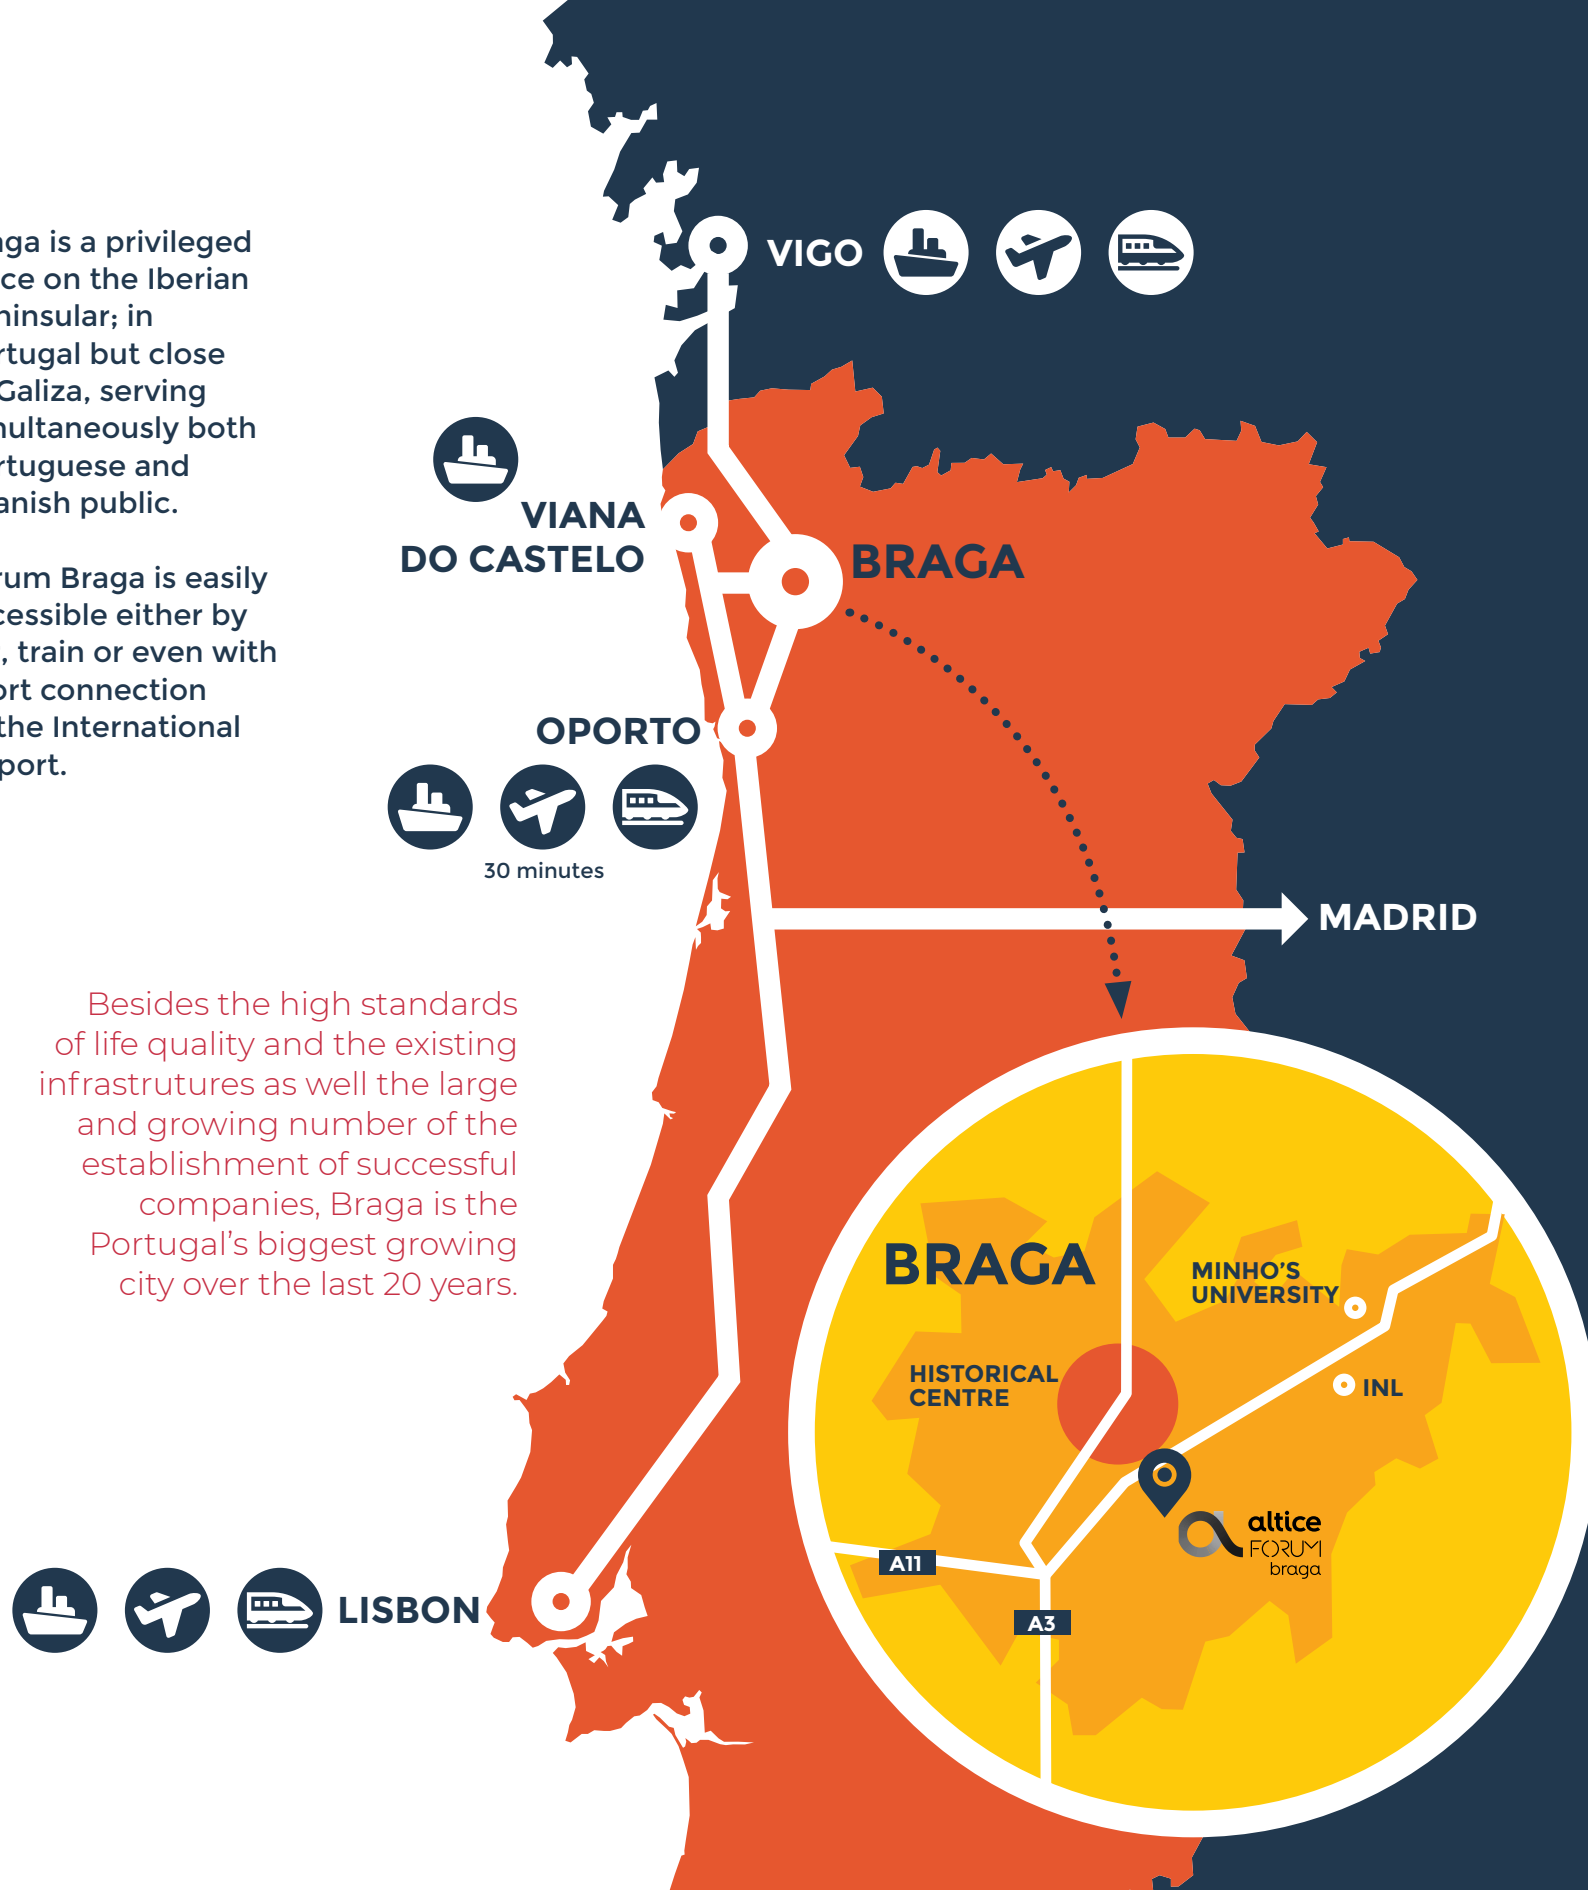 aga is a privileged
ce on the Iberian
ninsular; in
rtugal but close
Galiza, serving
multaneously both
rtuguese and
anish public.
rum Braga is easily
cessible either by
, train or even with
ort connection
the International
port.
VIGO
VIANA
DO CASTELO
BRAGA
OPORTO
30 minutes
MADRID
Besides the high standards
of life quality and the existing
infrastrutures as well the large
and growing number of the
establishment of successful
companies, Braga is the
Portugal’s biggest growing
city over the last 20 years.
BRAGA
MINHO’S
UNIVERSITY
HISTORICAL
CENTRE
INL
altice
FORUM
braga
A11
A3
LISBON